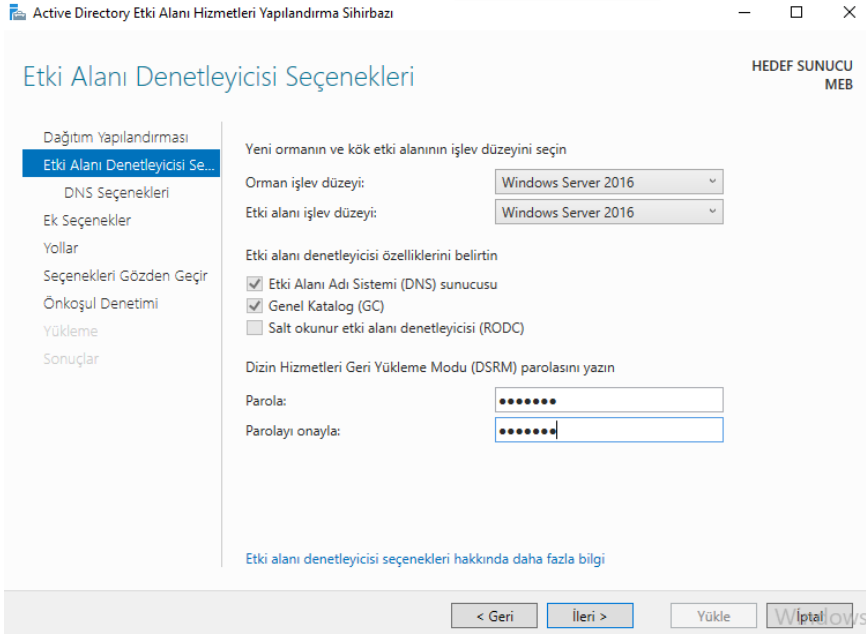 Active Directory Etki Alanı Hizmetleri Yapılandırma Sihirbazı
Etki Alanı Denetleyicisi Seçenekleri
HEDEF SUNUCU
MEB
Dağıtım Yapılandırması
Etki Alanı Denetleyicisi Se...
DNS Seçenekleri
Ek Seçenekler
Yollar
Seçenekleri Gözden Geçir
Önkoşul Denetimi
Yükleme
Sonuçlar
Yeni ormanın ve kök etki alanının işlev düzeyini seçin
Orman işlev düzeyi: Windows Server 2016
Etki alanı işlev düzeyi: Windows Server 2016
Etki alanı denetleyicisi özelliklerini belirtin
Etki Alanı Adı Sistemi (DNS) sunucusu
Genel Katalog (GC)
Salt okunur etki alanı denetleyicisi (RODC)
Dizin Hizmetleri Geri Yükleme Modu (DSRM) parolasını yazın
Parola: •••••••
Parolayı onayla: •••••••
Etki alanı denetleyicisi seçenekleri hakkında daha fazla bilgi
< Geri İleri > Yükle İptal
Windows